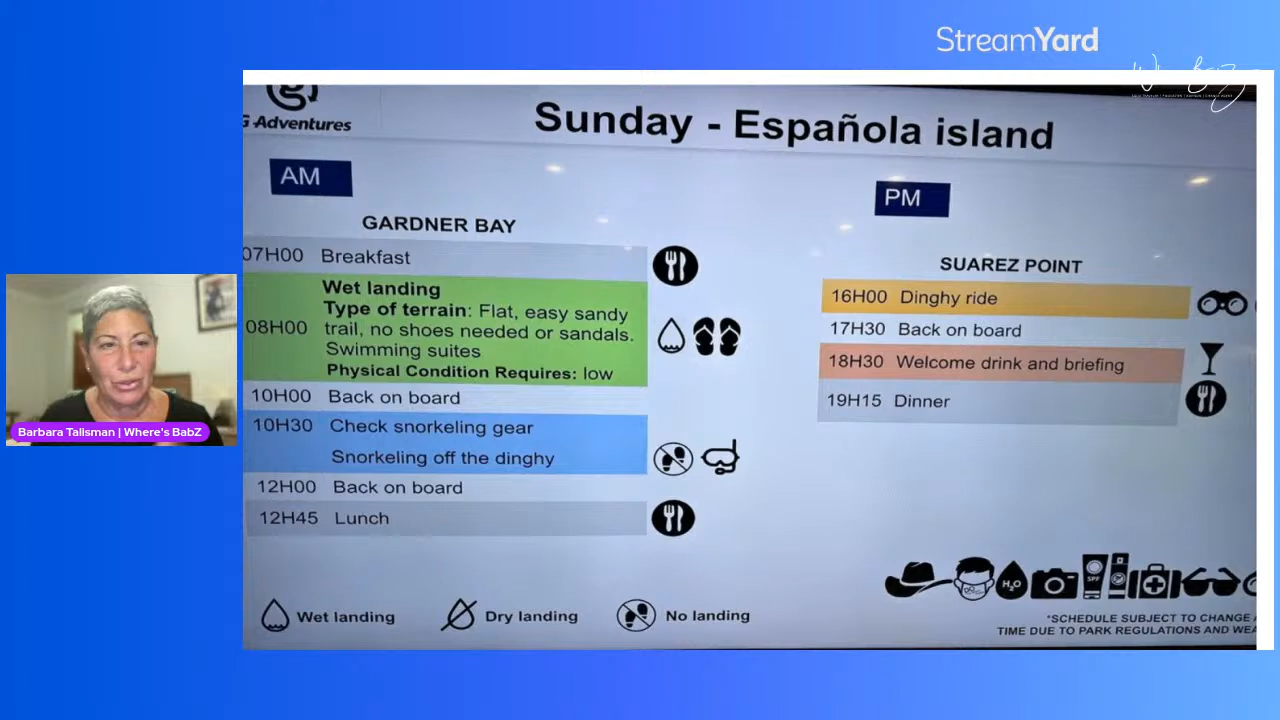 StreamYard
G Adventures
Sunday - Española island
AM
GARDNER BAY
07H00 Breakfast
08H00
Wet landing
Type of terrain: Flat, easy sandy
trail, no shoes needed or sandals.
Swimming suites
Physical Condition Requires: low
10H00 Back on board
10H30 Check snorkeling gear
Snorkeling off the dinghy
12H00 Back on board
12H45 Lunch
PM
SUAREZ POINT
16H00 Dinghy ride
17H30 Back on board
18H30 Welcome drink and briefing
19H15 Dinner
H₂O
SPF
Wet landing
Dry landing
No landing
*SCHEDULE SUBJECT TO CHANGE
TIME DUE TO PARK REGULATIONS AND
Barbara Talisman | Where's BabZ